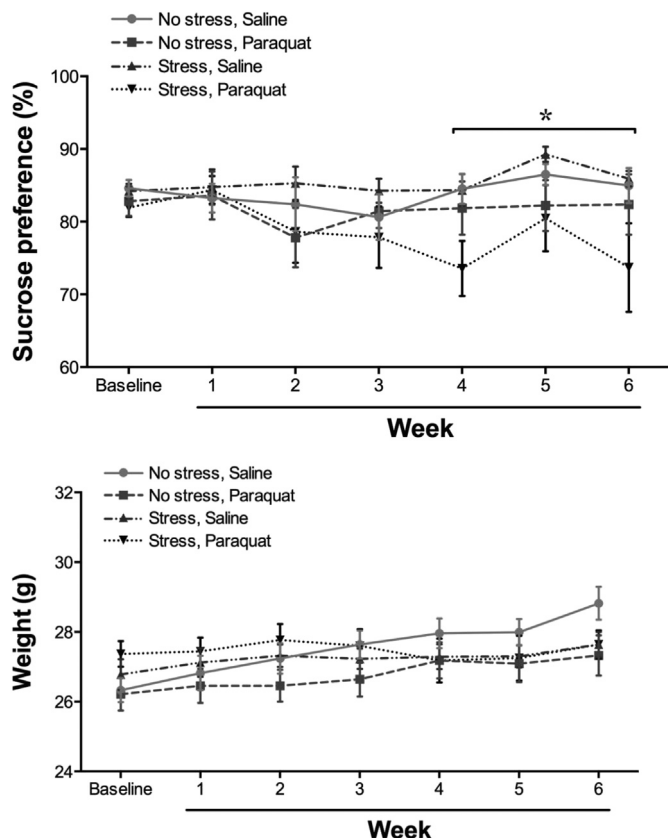 No stress, Saline
No stress, Paraquat
Stress, Saline
Stress, Paraquat
Sucrose preference (%)
100
90
80
70
60
*
Baseline 1 2 3 4 5 6
Week
No stress, Saline
No stress, Paraquat
Stress, Saline
Stress, Paraquat
Weight (g)
32
30
28
26
24
Baseline 1 2 3 4 5 6
Week